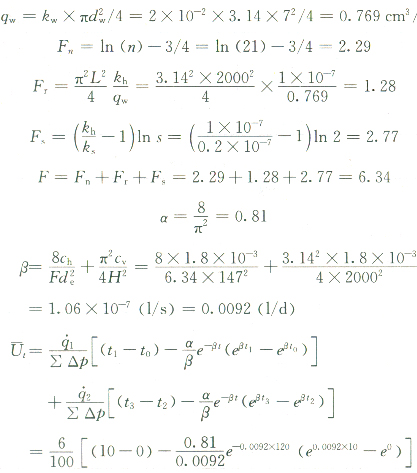 q_w = k_w × πd_w²/4 = 2 × 10⁻² × 3.14 × 7²/4 = 0.769 cm³/
F_n = ln (n) − 3/4 = ln (21) − 3/4 = 2.29
F_r = π²L²/4 k_h/q_w = 3.14² × 2000²/4 × 1 × 10⁻⁷/0.769 = 1.28
F_s = (k_h/k_s − 1) ln s = (1 × 10⁻⁷/0.2 × 10⁻⁷ − 1) ln 2 = 2.77
F = F_n + F_r + F_s = 2.29 + 1.28 + 2.77 = 6.34
α = 8/π² = 0.81
β = 8c_h/Fd_e² + π²c_v/4H² = 8 × 1.8 × 10⁻³/6.34 × 147² + 3.14² × 1.8 × 10⁻³/4 × 2000²
= 1.06 × 10⁻⁷ (1/s) = 0.0092 (1/d)
U̅_t = q̇₁/Σ Δp [(t₁ − t₀) − α/β e^{−βt} (e^{βt₁} − e^{βt₀})]
+ q̇₂/Σ Δp [(t₃ − t₂) − α/β e^{−βt} (e^{βt₃} − e^{βt₂})]
= 6/100 [(10 − 0) − 0.81/0.0092 e^{−0.0092×120} (e^{0.0092×10} − e⁰)]